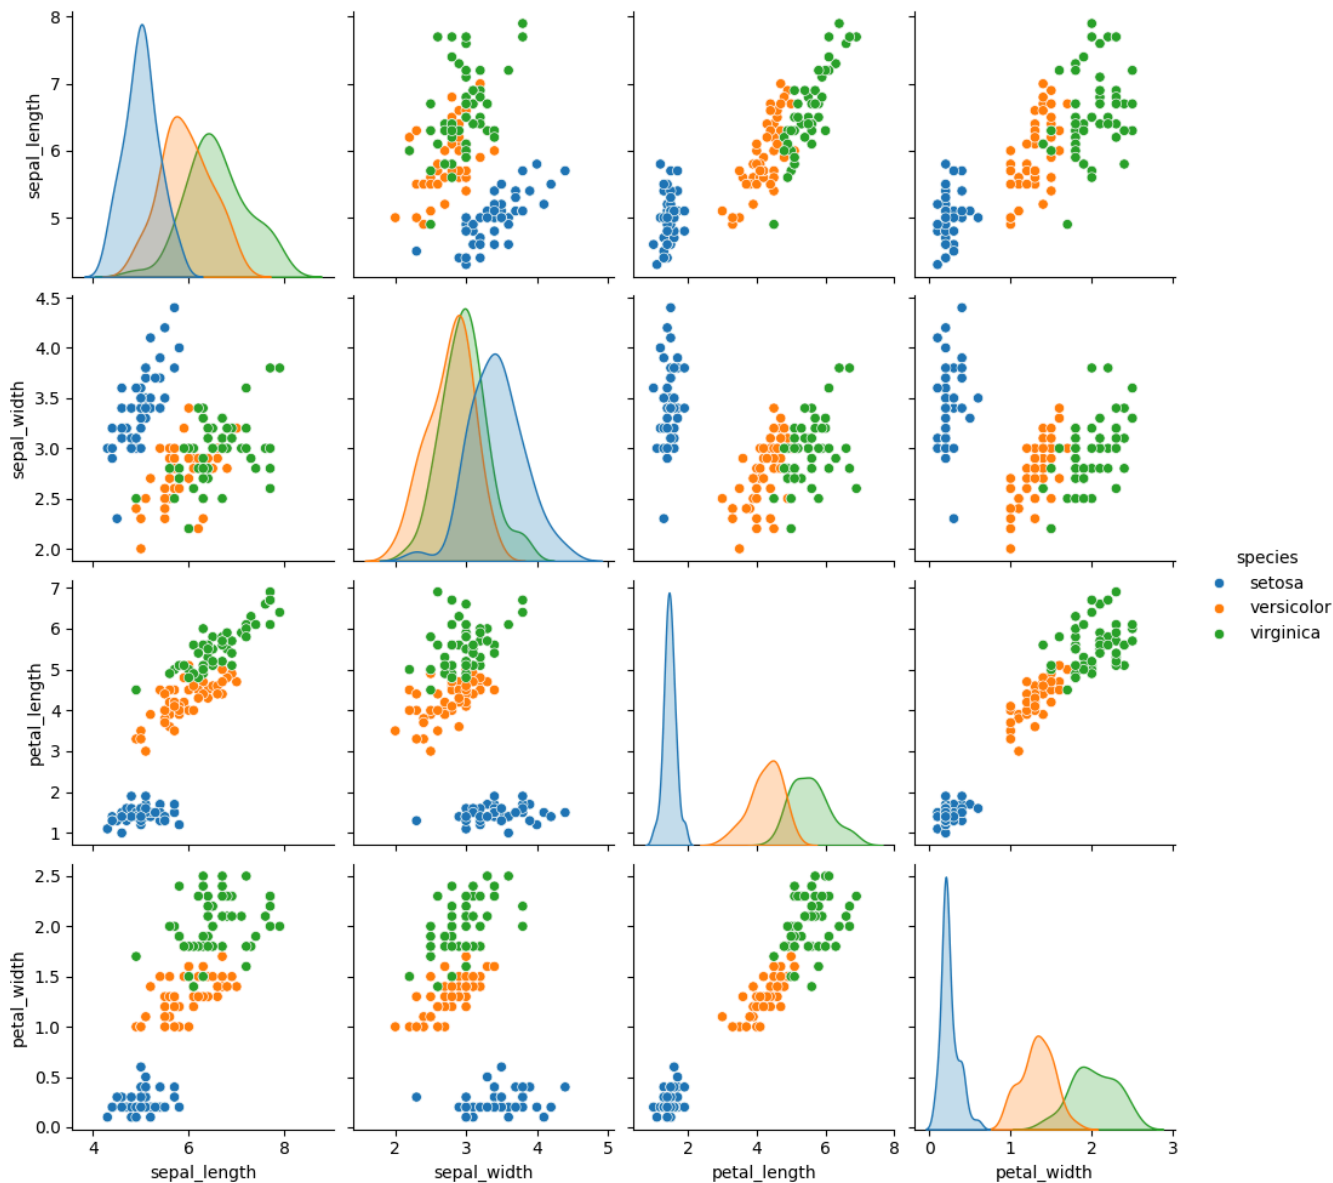 8
7
6
5
sepal_length
4 6 8
2 3 4 5
2 4 6 8
0 1 2 3
4.5
4.0
3.5
3.0
2.5
2.0
sepal_width
7
6
5
4
3
2
1
petal_length
2.5
2.0
1.5
1.0
0.5
0.0
petal_width
sepal_length
sepal_width
petal_length
petal_width
species
setosa
versicolor
virginica